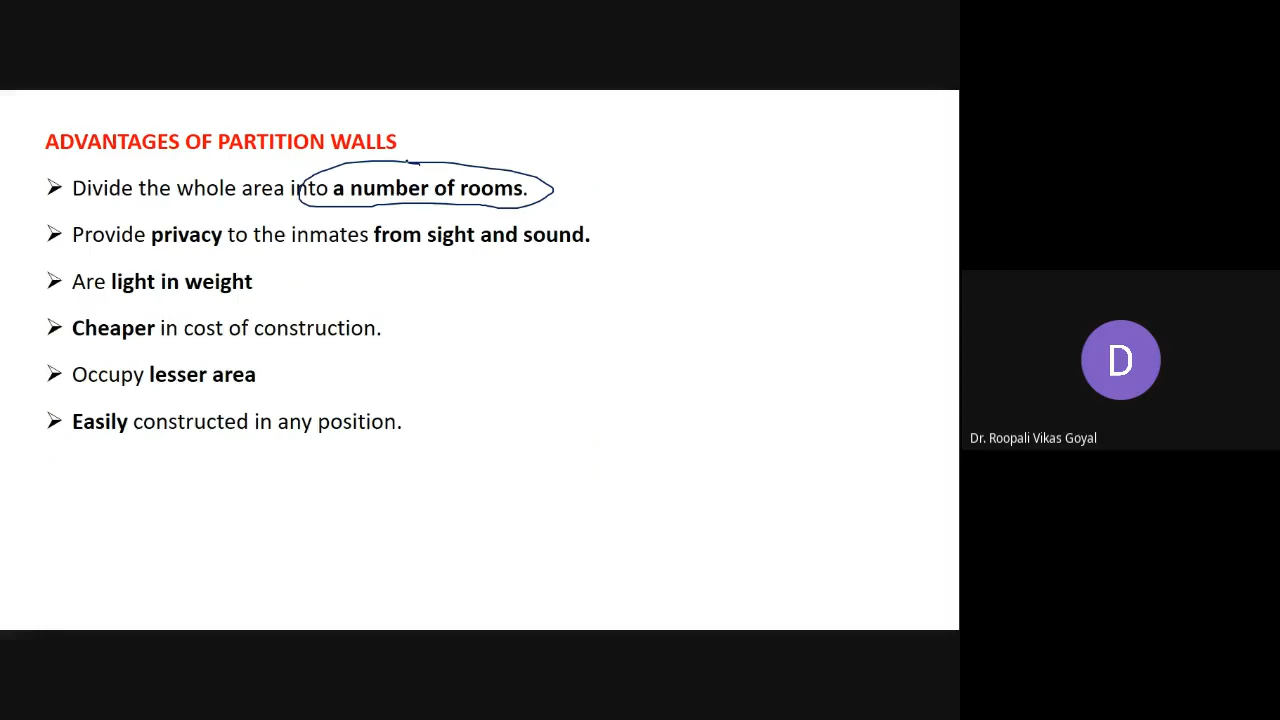 ADVANTAGES OF PARTITION WALLS
➢ Divide the whole area into a number of rooms.
➢ Provide privacy to the inmates from sight and sound.
➢ Are light in weight
➢ Cheaper in cost of construction.
➢ Occupy lesser area
➢ Easily constructed in any position.
D
Dr. Roopali Vikas Goyal